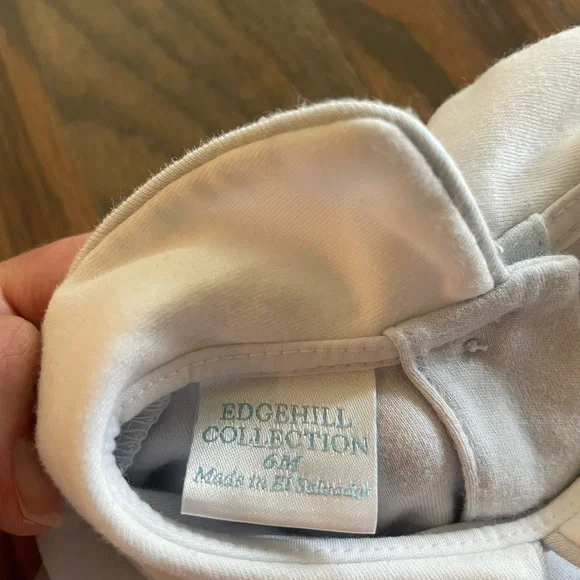 EDGEHILL
COLLECTION
6M
Made in El Salvador